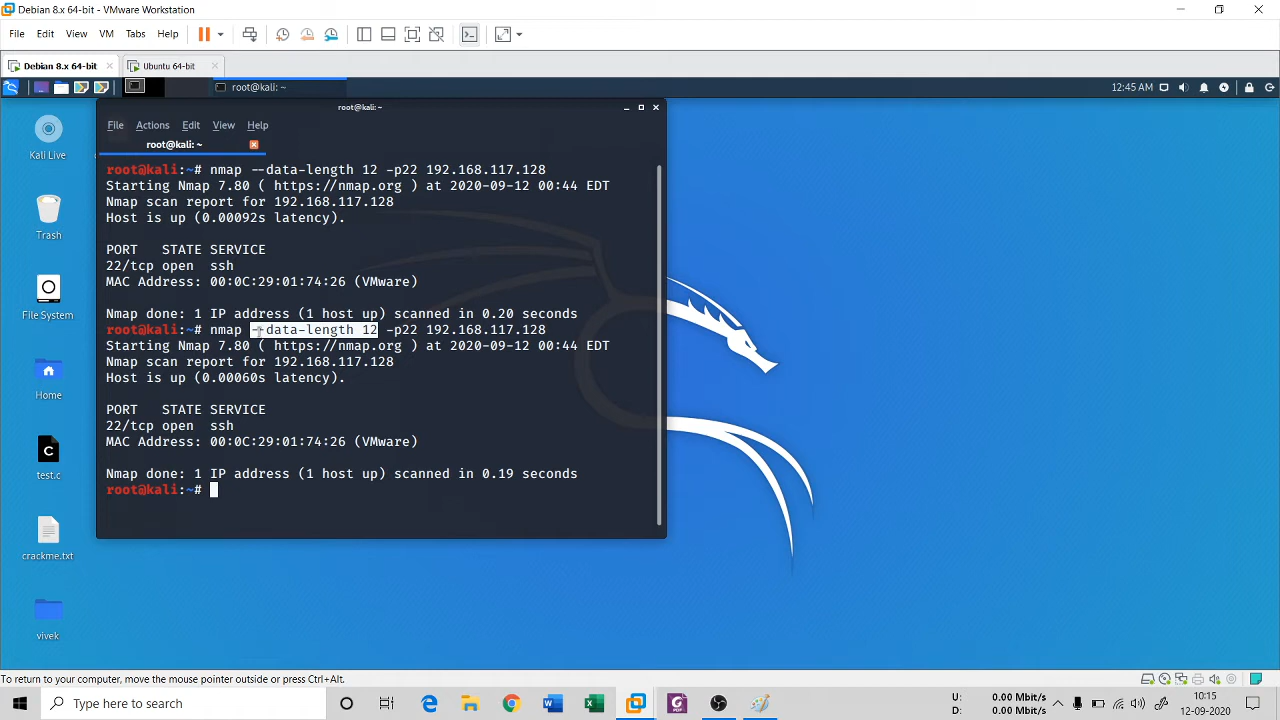 Debian 8.x 64-bit - VMware Workstation
File Edit View VM Tabs Help
Debian 8.x 64-bit Ubuntu 64-bit
root@kali: ~ 12:45 AM
root@kali: ~
File Actions Edit View Help
root@kali: ~
root@kali:~# nmap --data-length 12 -p22 192.168.117.128
Starting Nmap 7.80 ( https://nmap.org ) at 2020-09-12 00:44 EDT
Nmap scan report for 192.168.117.128
Host is up (0.00092s latency).
PORT STATE SERVICE
22/tcp open ssh
MAC Address: 00:0C:29:01:74:26 (VMware)
Nmap done: 1 IP address (1 host up) scanned in 0.20 seconds
root@kali:~# nmap --data-length 12 -p22 192.168.117.128
Starting Nmap 7.80 ( https://nmap.org ) at 2020-09-12 00:44 EDT
Nmap scan report for 192.168.117.128
Host is up (0.00060s latency).
PORT STATE SERVICE
22/tcp open ssh
MAC Address: 00:0C:29:01:74:26 (VMware)
Nmap done: 1 IP address (1 host up) scanned in 0.19 seconds
root@kali:~#
Kali Live
Trash
File System
Home
test.c
crackme.txt
vivek
To return to your computer, move the mouse pointer outside or press Ctrl+Alt.
Type here to search
U: 0.00 Mbit/s
D: 0.00 Mbit/s
10:15
12-09-2020